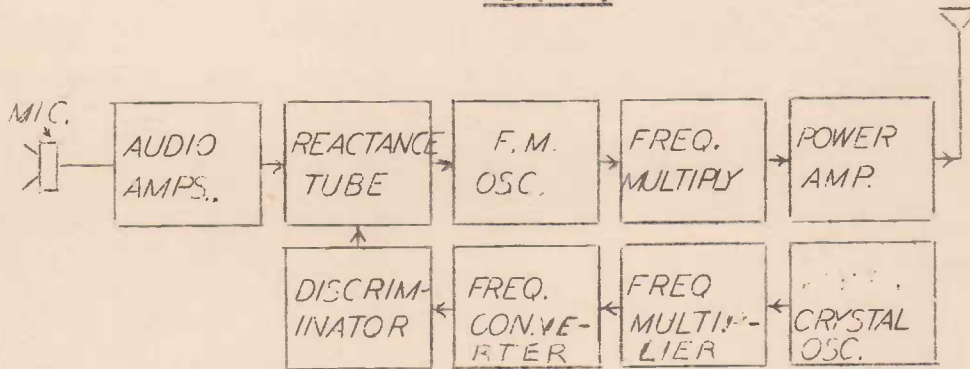 MIC.
AUDIO
AMPS..
REACTANCE
TUBE
F.M.
OSC.
FREQ.
MULTIPLY
POWER
AMP.
DISCRIM-
INATOR
FREQ.
CONVE-
RTER
FREQ
MULTIP-
LIER
CRYSTAL
OSC.